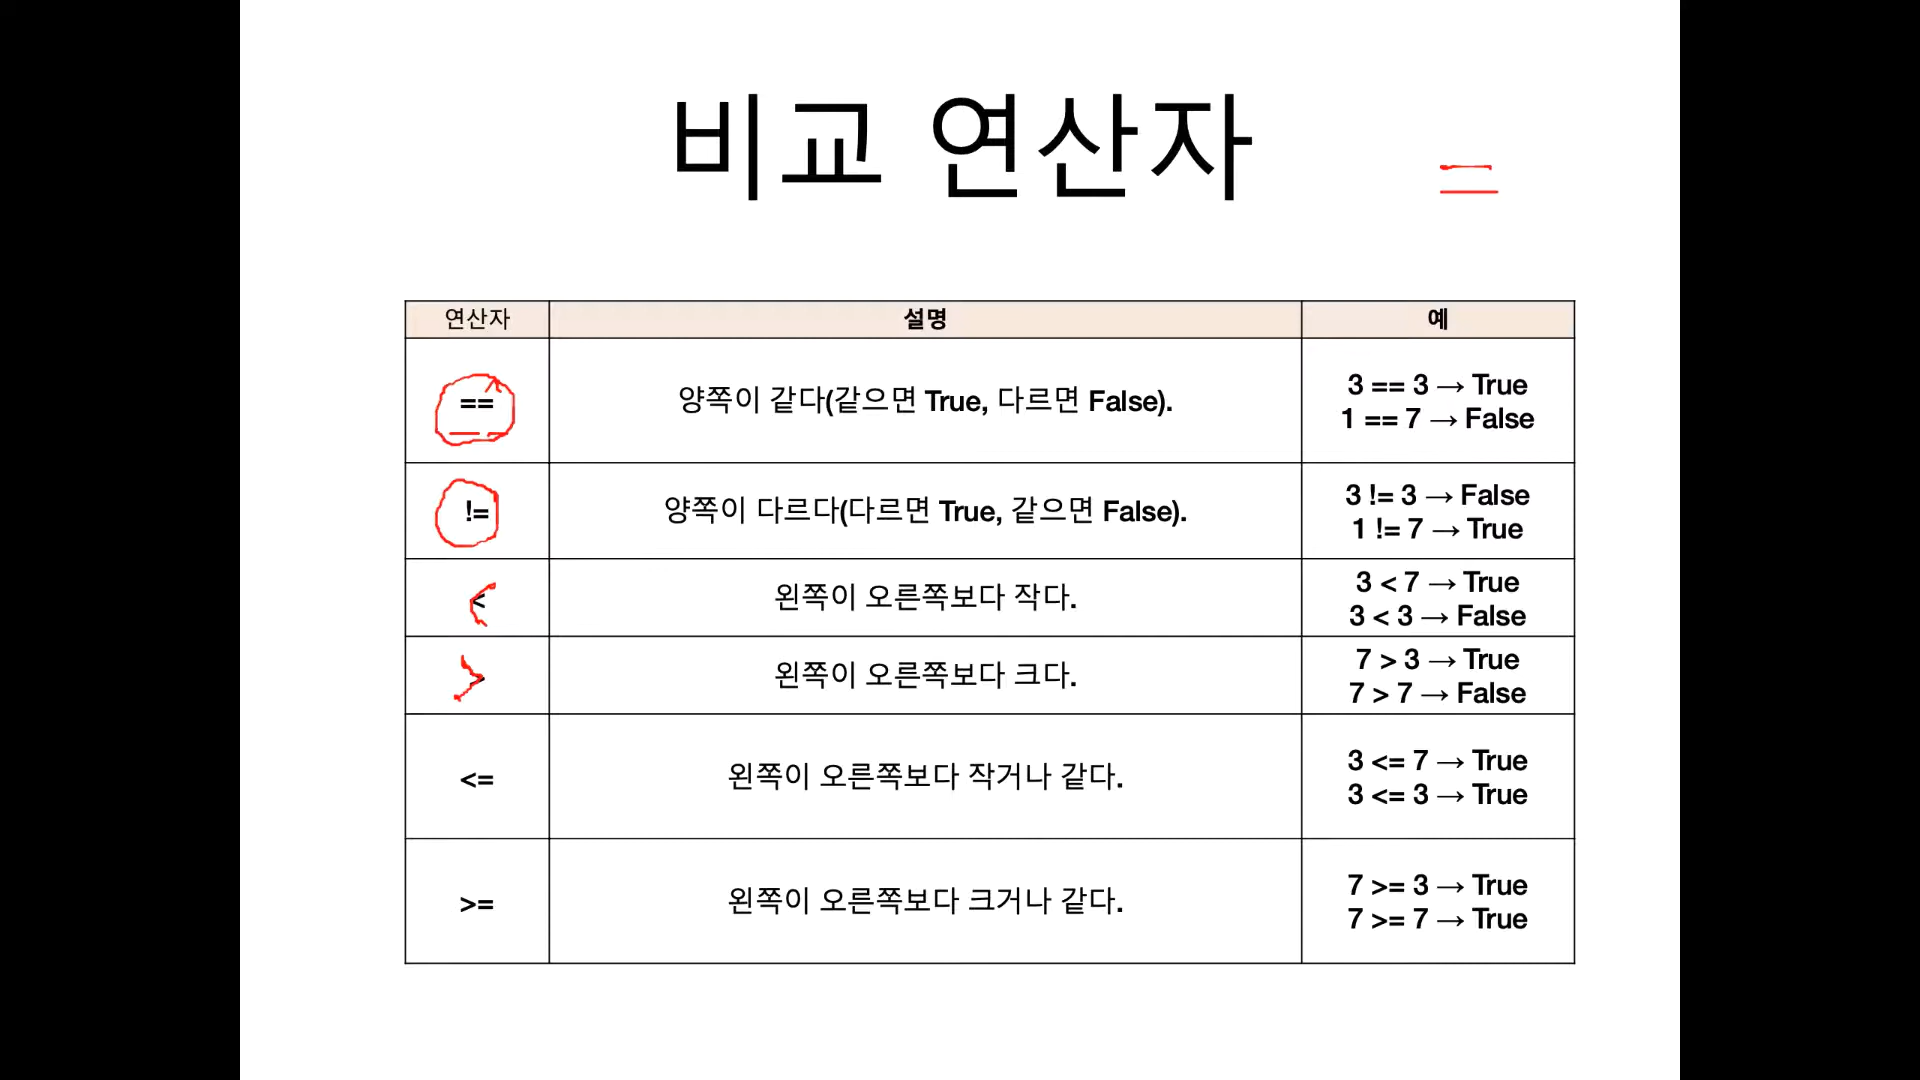 비교 연산자
=
연산자 설명 예
== 양쪽이 같다(같으면 True, 다르면 False). 3 == 3 → True
1 == 7 → False
!= 양쪽이 다르다(다르면 True, 같으면 False). 3 != 3 → False
1 != 7 → True
< 왼쪽이 오른쪽보다 작다. 3 < 7 → True
3 < 3 → False
> 왼쪽이 오른쪽보다 크다. 7 > 3 → True
7 > 7 → False
<= 왼쪽이 오른쪽보다 작거나 같다. 3 <= 7 → True
3 <= 3 → True
>= 왼쪽이 오른쪽보다 크거나 같다. 7 >= 3 → True
7 >= 7 → True